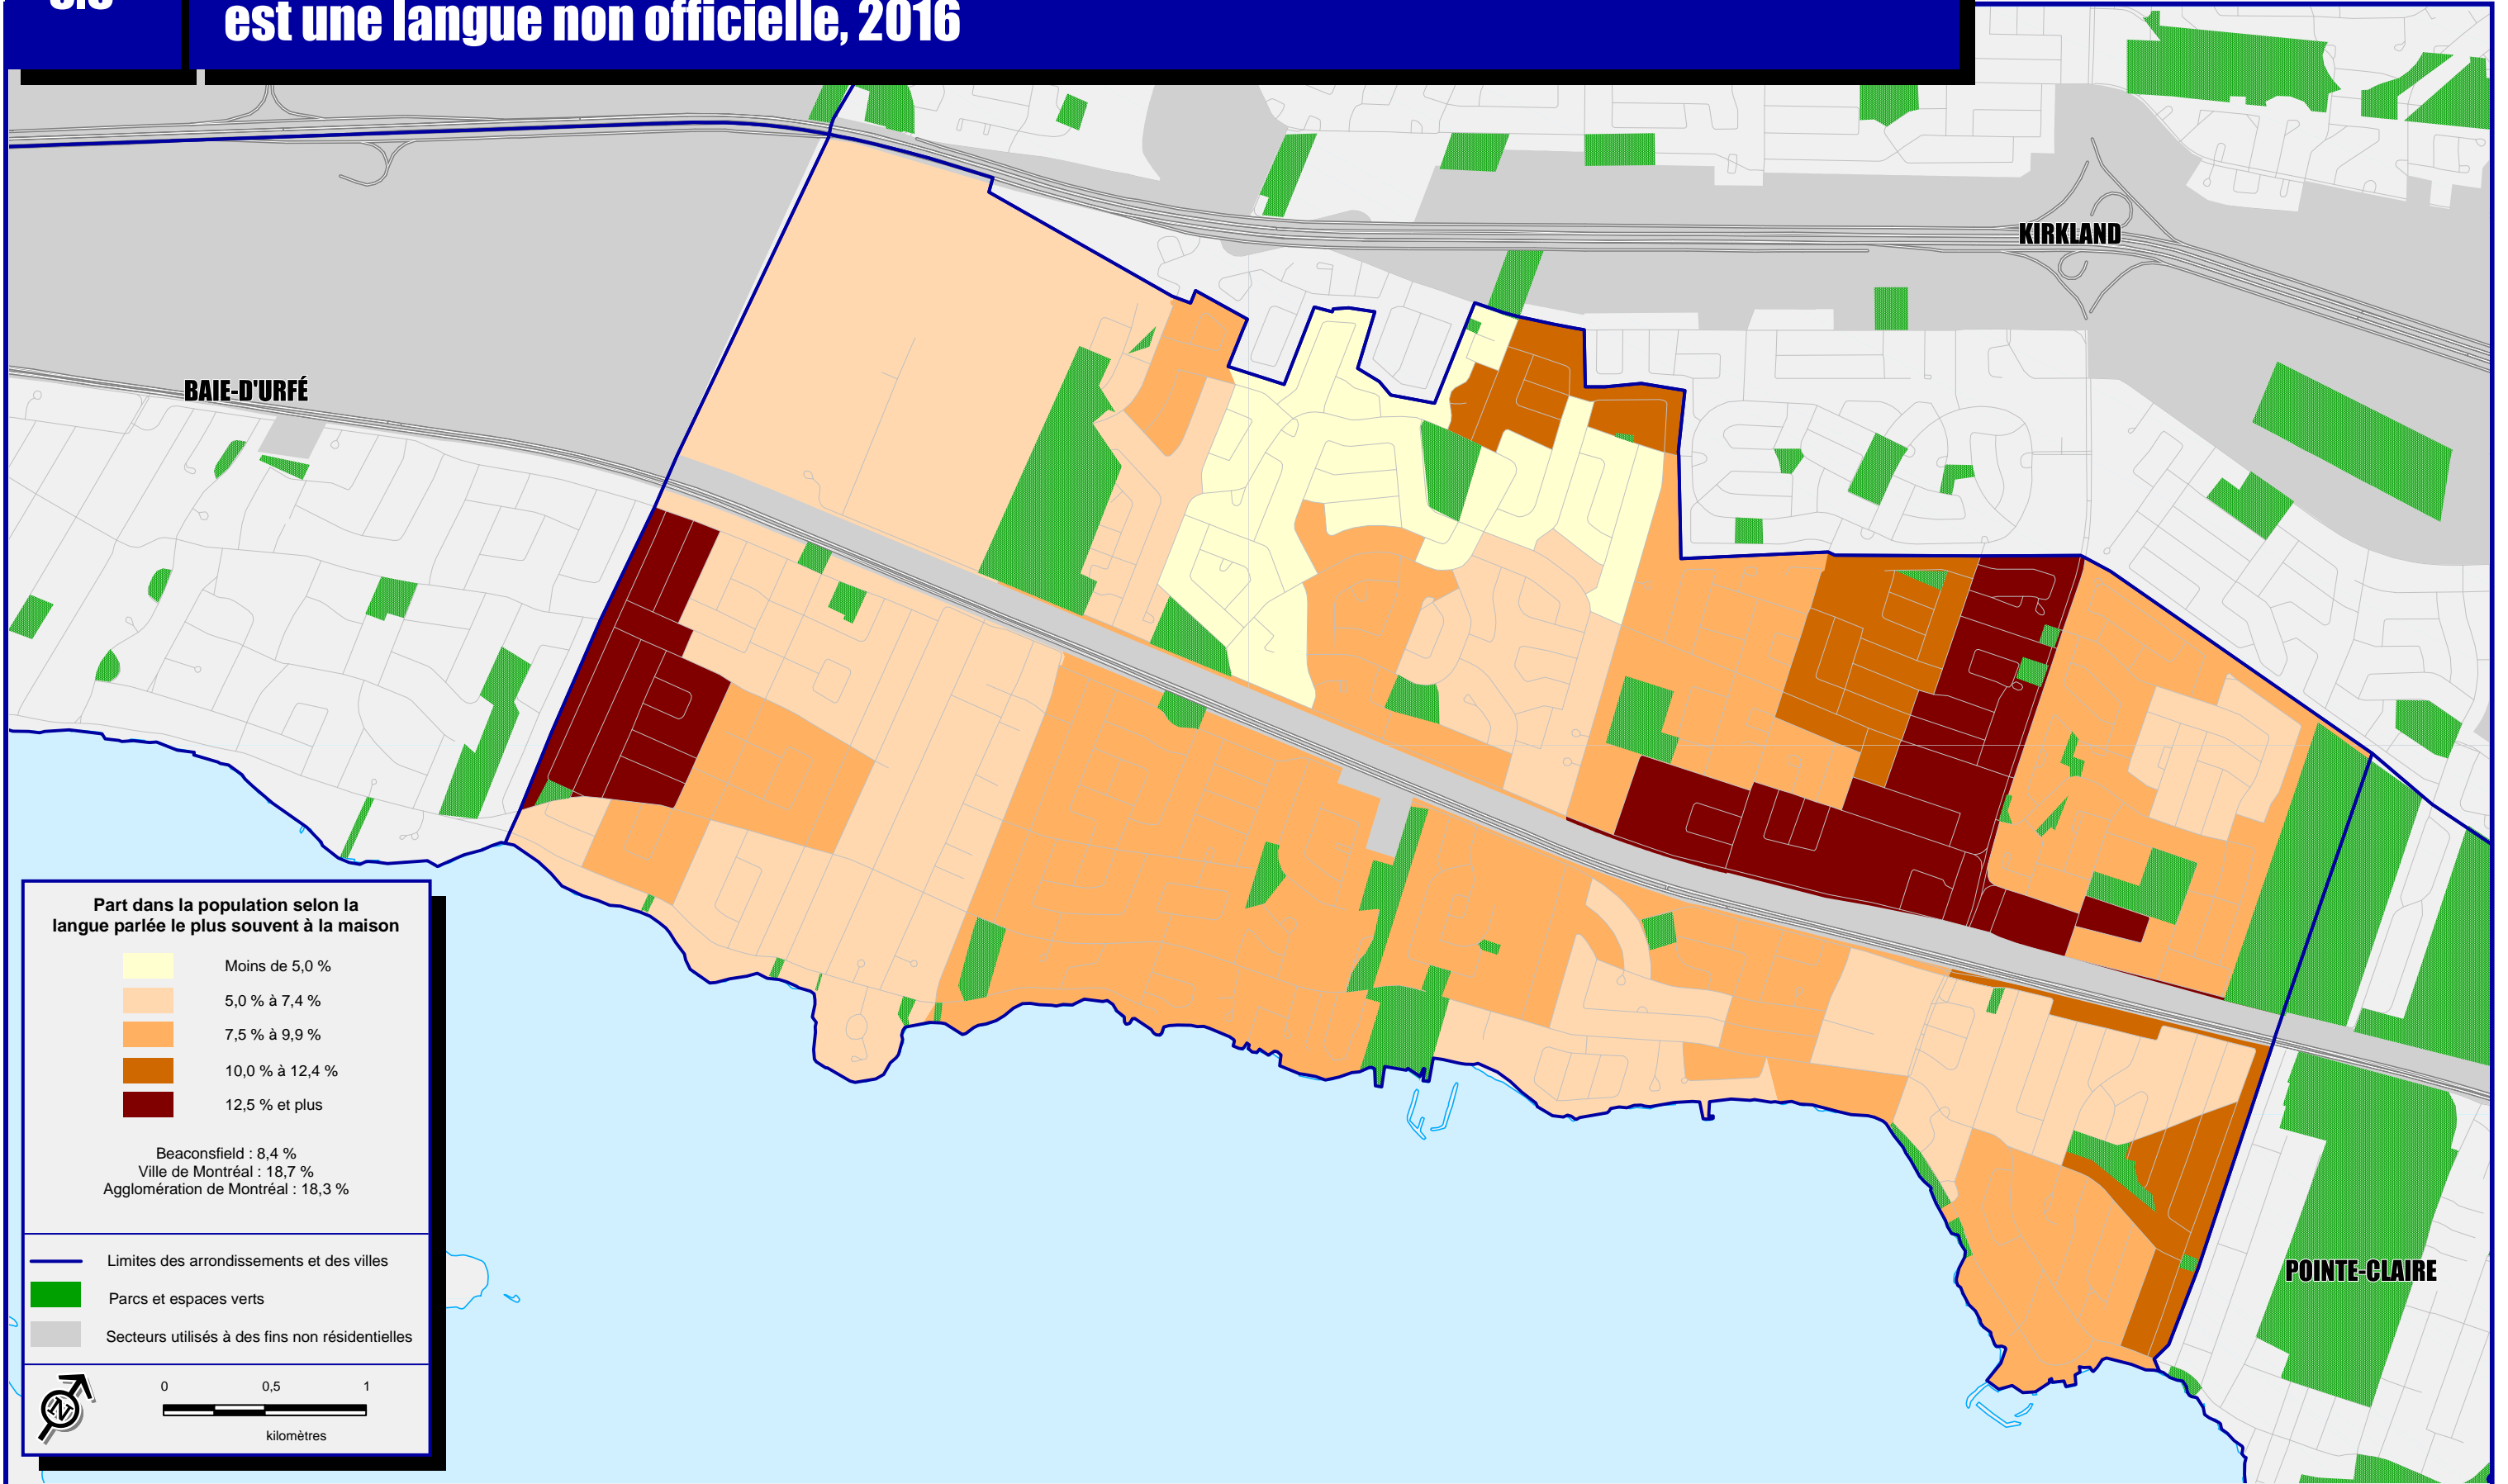 est une langue non officielle, 2016
KIRKLAND
BAIE-D'URFÉ
Part dans la population selon la
langue parlée le plus souvent à la maison
Moins de 5,0 %
5,0 % à 7,4 %
7,5 % à 9,9 %
10,0 % à 12,4 %
12,5 % et plus
Beaconsfield : 8,4 %
Ville de Montréal : 18,7 %
Agglomération de Montréal : 18,3 %
Limites des arrondissements et des villes
Parcs et espaces verts
Secteurs utilisés à des fins non résidentielles
N
0 0,5 1
kilomètres
POINTE-CLAIRE